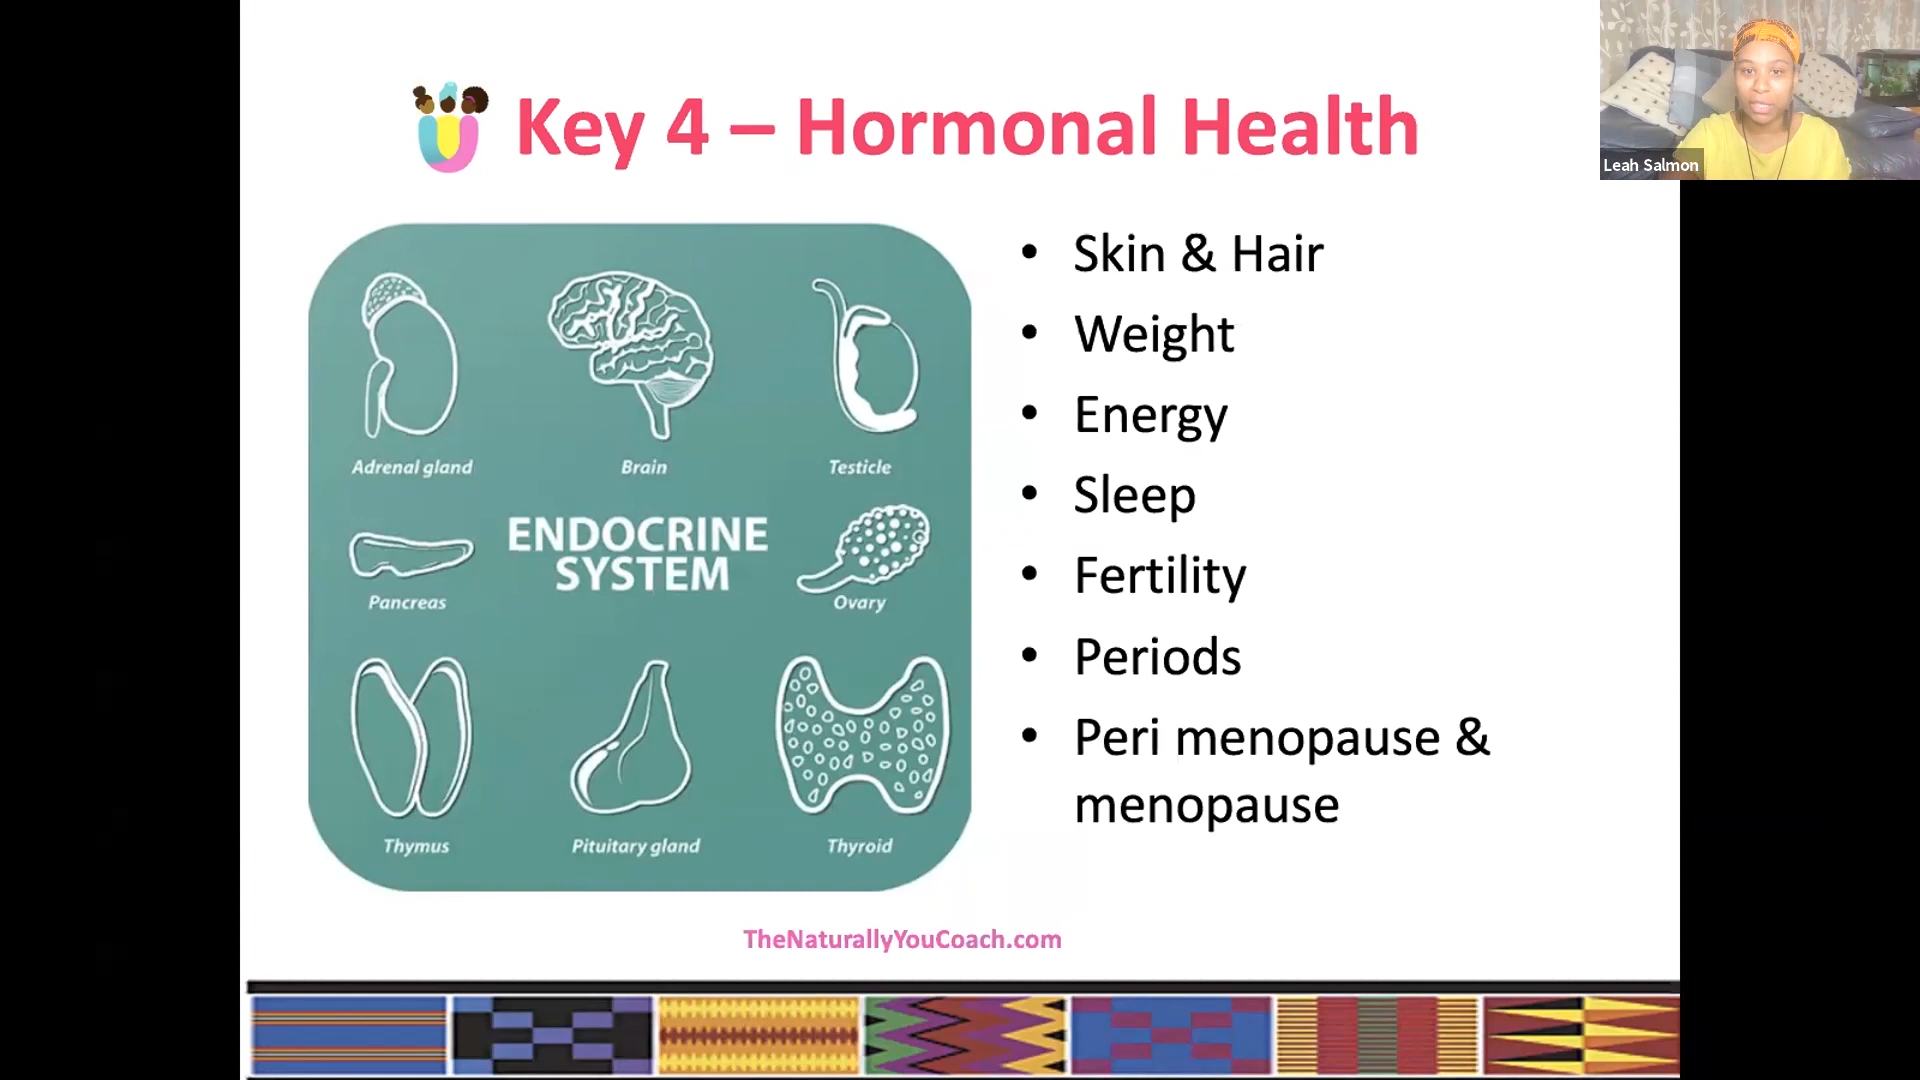 Key 4 – Hormonal Health
Leah Salmon
Adrenal gland
Brain
Testicle
ENDOCRINE
SYSTEM
Pancreas
Ovary
Thymus
Pituitary gland
Thyroid
• Skin & Hair
• Weight
• Energy
• Sleep
• Fertility
• Periods
• Peri menopause &
menopause
TheNaturallyYouCoach.com